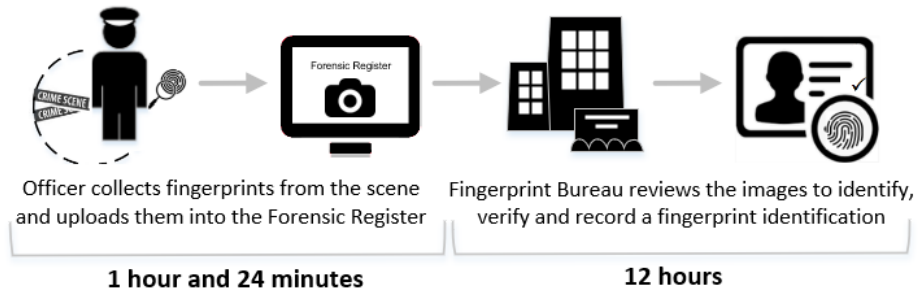 CRIME SCENE
CRIME SCENE
Forensic Register
Officer collects fingerprints from the scene
and uploads them into the Forensic Register
Fingerprint Bureau reviews the images to identify,
verify and record a fingerprint identification
1 hour and 24 minutes
12 hours